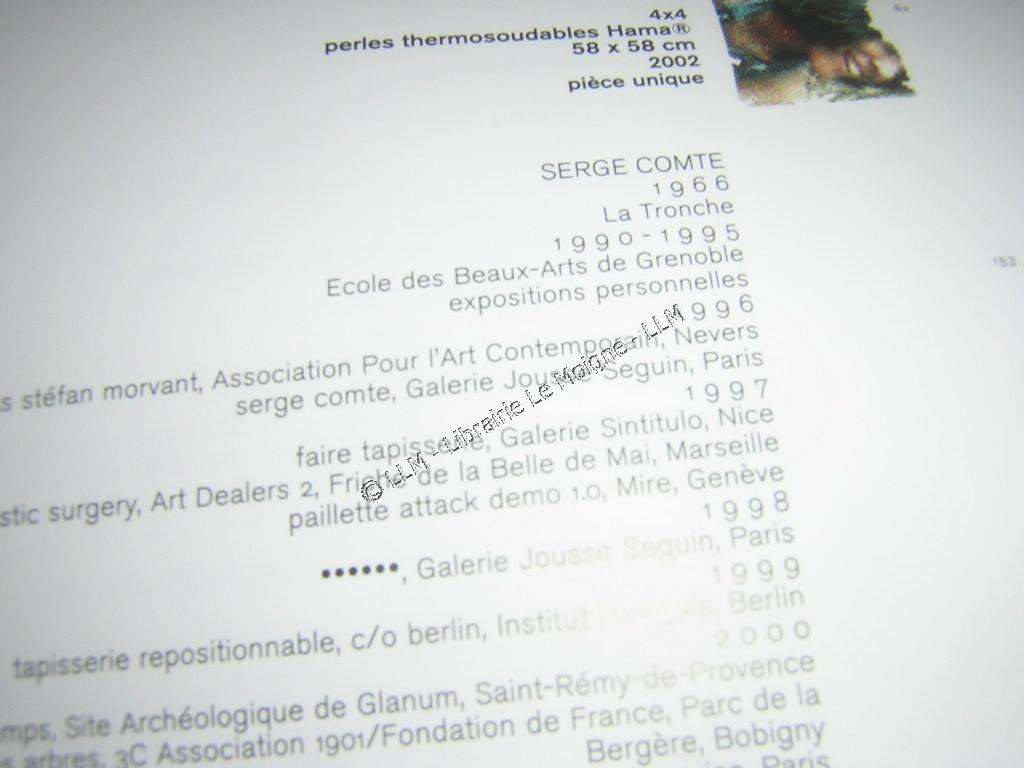 4x4
perles thermosoudables Hama®
58 x 58 cm
2002
pièce unique
SERGE COMTE
1966
La Tronche
1990-1995
Ecole des Beaux-Arts de Grenoble
expositions personnelles
1996
s stéfan morvant, Association Pour l'Art Contemporain, Nevers
serge comte, Galerie Jousse Seguin, Paris
1997
faire tapisserie, Galerie Sintitulo, Nice
stic surgery, Art Dealers 2, Friche de la Belle de Mai, Marseille
paillette attack demo 1.0, Mire, Genève
1998
••••••, Galerie Jousse Seguin, Paris
1999
tapisserie repositionnable, c/o berlin, Institut Français, Berlin
2000
mps, Site Archéologique de Glanum, Saint-Rémy-de-Provence
s arbres, 3C Association 1901/Fondation de France, Parc de la
Bergère, Bobigny
Paris
153
© LLM - Librairie Le Moigne - LLM